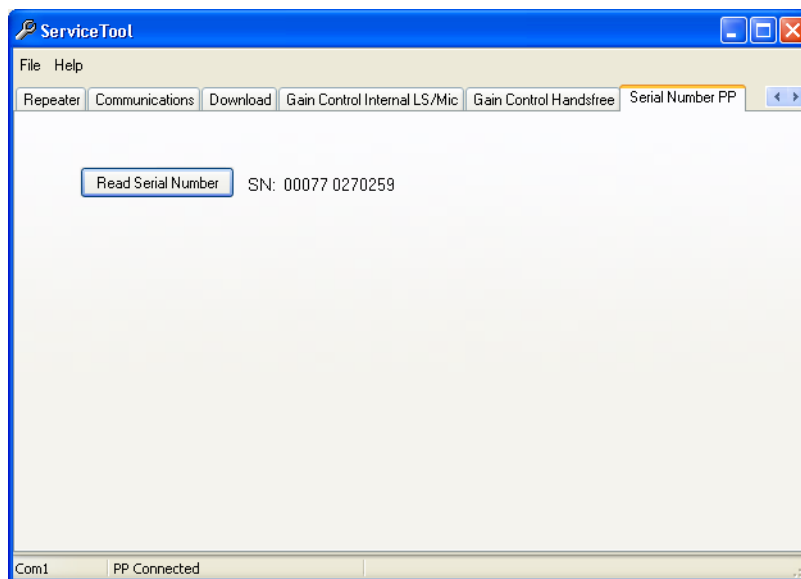 ServiceTool
File Help
Repeater Communications Download Gain Control Internal LS/Mic Gain Control Handsfree Serial Number PP
Read Serial Number SN: 00077 0270259
Com1 PP Connected